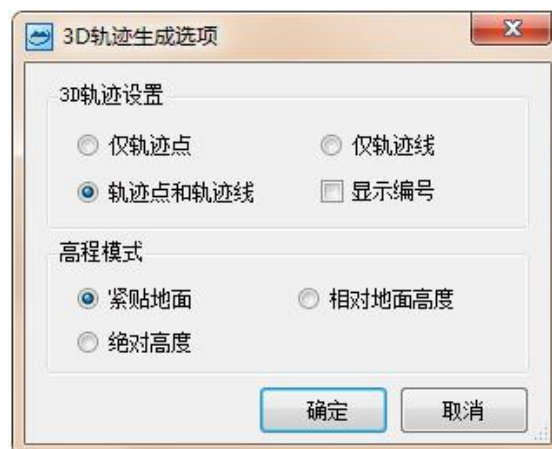 3D轨迹生成选项
3D轨迹设置
仅轨迹点 仅轨迹线
轨迹点和轨迹线 显示编号
高程模式
紧贴地面 相对地面高度
绝对高度
确定 取消